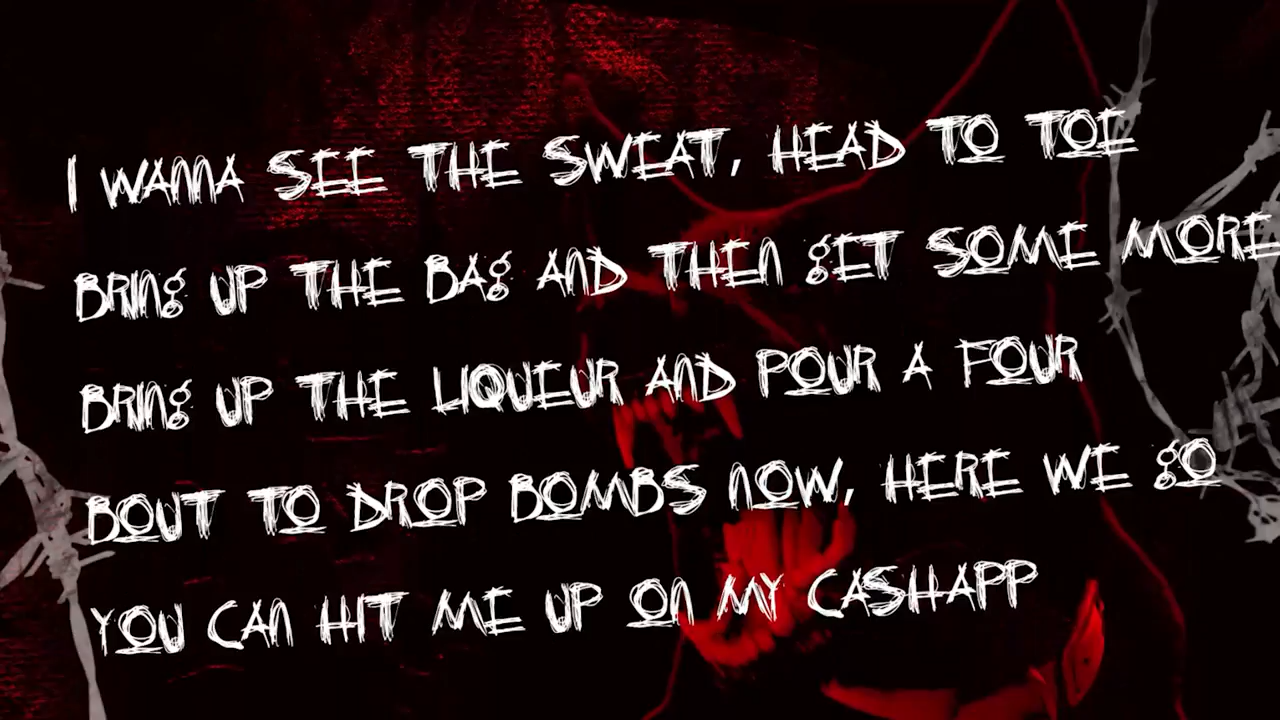 I WANNA SEE THE SWEAT, HEAD TO TOE
BRING UP THE BAG AND THEN GET SOME MORE
BRING UP THE LIQUEUR AND POUR A FOUR
BOUT TO DROP BOMBS NOW, HERE WE GO
YOU CAN HIT ME UP ON MY CASHAPP